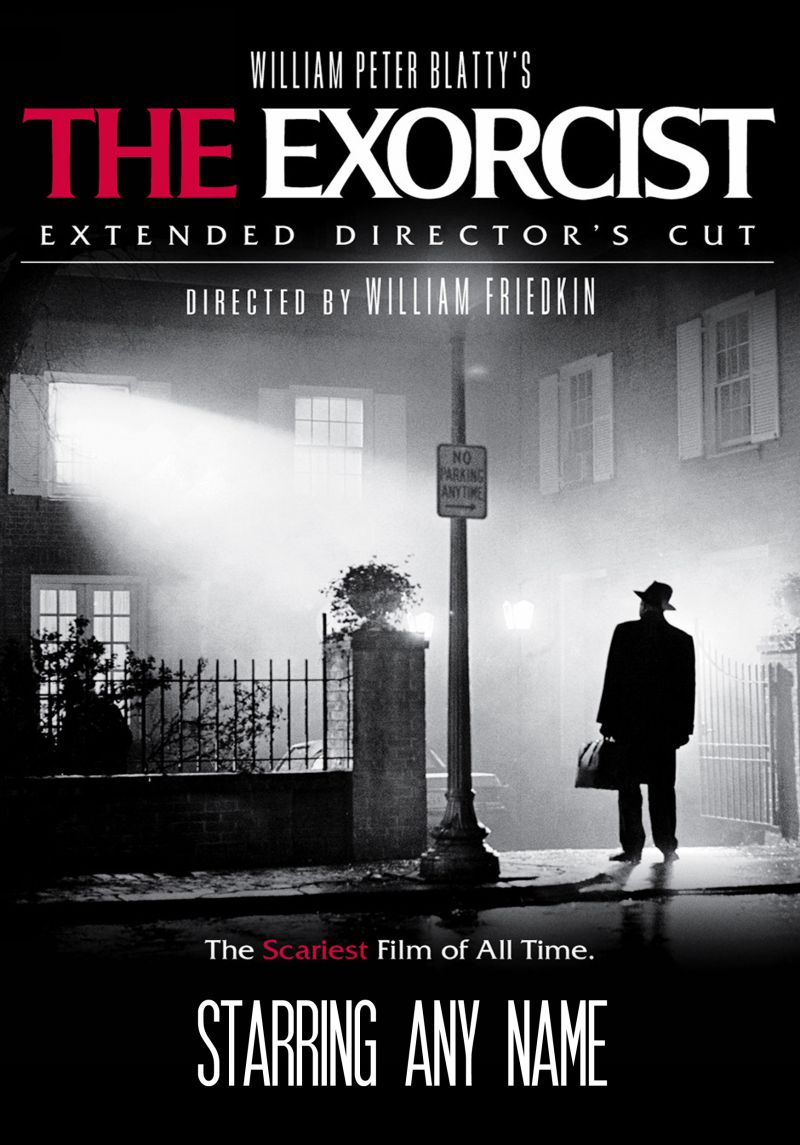 WILLIAM PETER BLATTY'S
THE EXORCIST
EXTENDED DIRECTOR'S CUT
DIRECTED BY WILLIAM FRIEDKIN
NO
PARKING
ANYTIME
The Scariest Film of All Time.
STARRING ANY NAME